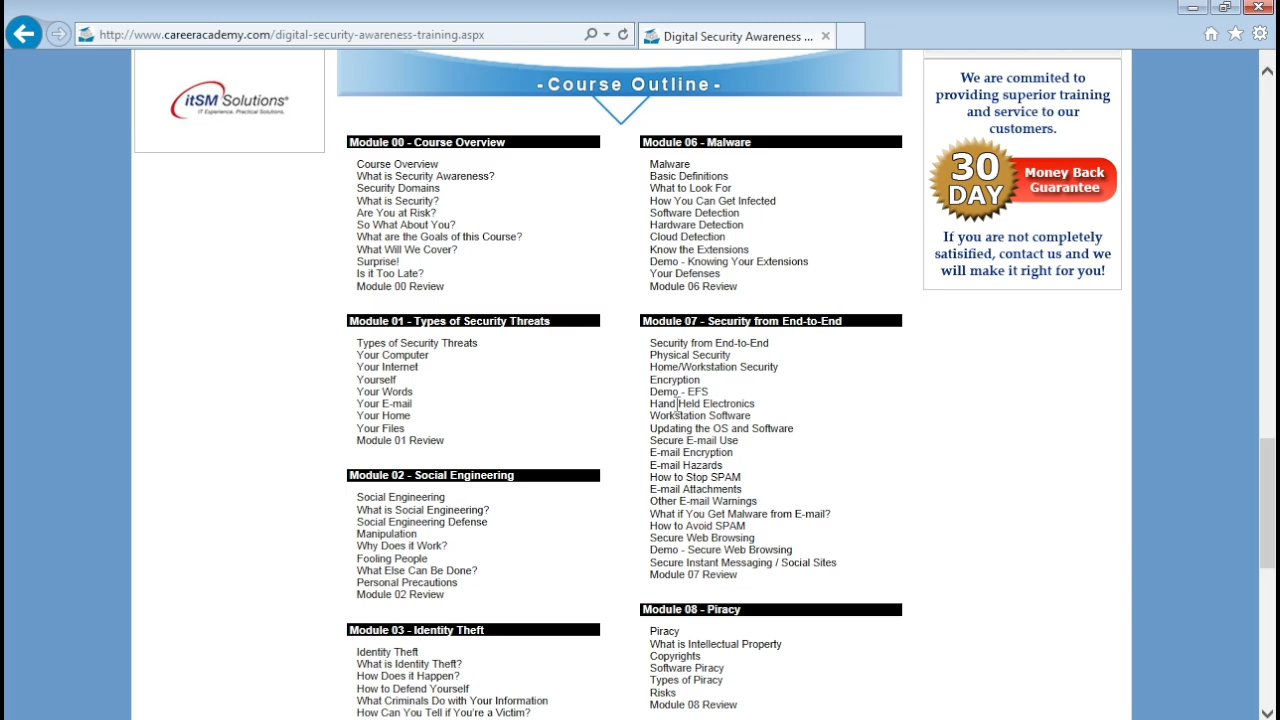 http://www.careeracademy.com/digital-security-awareness-training.aspx
Digital Security Awareness ...
itSM Solutions®
IT Experience. Practical Solutions.
-Course Outline-
Module 00 - Course Overview
Course Overview
What is Security Awareness?
Security Domains
What is Security?
Are You at Risk?
So What About You?
What are the Goals of this Course?
What Will We Cover?
Surprise!
Is it Too Late?
Module 00 Review
Module 01 - Types of Security Threats
Types of Security Threats
Your Computer
Your Internet
Yourself
Your Words
Your E-mail
Your Home
Your Files
Module 01 Review
Module 02 - Social Engineering
Social Engineering
What is Social Engineering?
Social Engineering Defense
Manipulation
Why Does it Work?
Fooling People
What Else Can Be Done?
Personal Precautions
Module 02 Review
Module 03 - Identity Theft
Identity Theft
What is Identity Theft?
How Does it Happen?
How to Defend Yourself
What Criminals Do with Your Information
How Can You Tell if You're a Victim?
Module 06 - Malware
Malware
Basic Definitions
What to Look For
How You Can Get Infected
Software Detection
Hardware Detection
Cloud Detection
Know the Extensions
Demo - Knowing Your Extensions
Your Defenses
Module 06 Review
Module 07 - Security from End-to-End
Security from End-to-End
Physical Security
Home/Workstation Security
Encryption
Demo - EFS
Hand Held Electronics
Workstation Software
Updating the OS and Software
Secure E-mail Use
E-mail Encryption
E-mail Hazards
How to Stop SPAM
E-mail Attachments
Other E-mail Warnings
What if You Get Malware from E-mail?
How to Avoid SPAM
Secure Web Browsing
Demo - Secure Web Browsing
Secure Instant Messaging / Social Sites
Module 07 Review
Module 08 - Piracy
Piracy
What is Intellectual Property
Copyrights
Software Piracy
Types of Piracy
Risks
Module 08 Review
We are commited to
providing superior training
and service to our
customers.
30
DAY
Money Back
Guarantee
If you are not completely
satisified, contact us and we
will make it right for you!